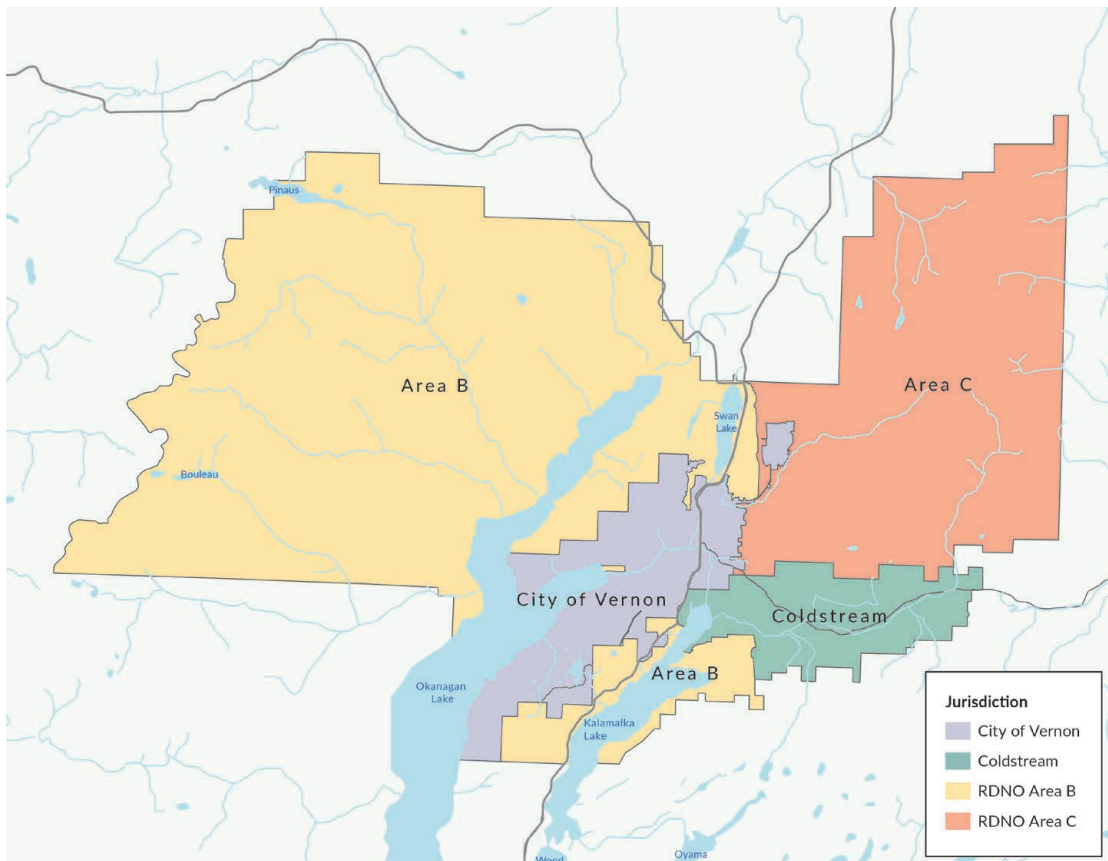 Pinaus
Area B
Area C
Swan
Lake
Bouleau
City of Vernon
Coldstream
Area B
Okanagan
Lake
Kalamalka
Lake
Wood
Oyama
Jurisdiction
City of Vernon
Coldstream
RDNO Area B
RDNO Area C